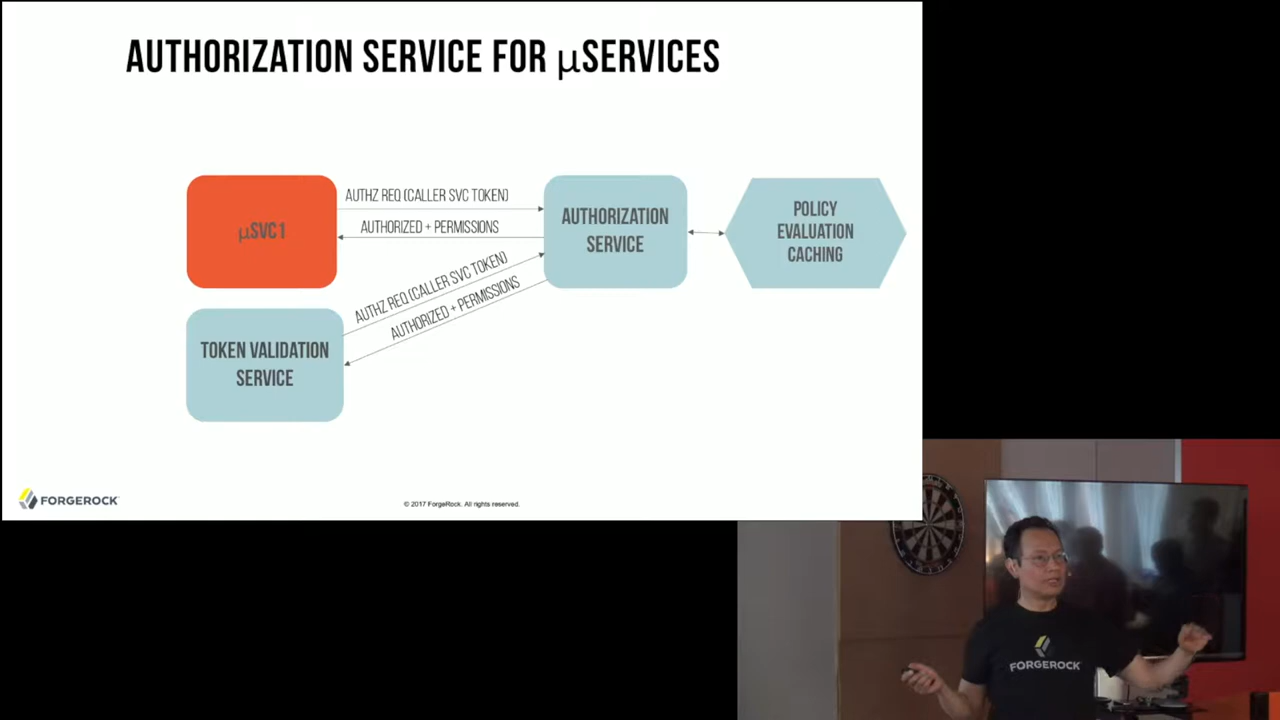 AUTHORIZATION SERVICE FOR μSERVICES
μSVC1
AUTHZ REQ (CALLER SVC TOKEN)
AUTHORIZED + PERMISSIONS
AUTHORIZATION
SERVICE
POLICY
EVALUATION
CACHING
AUTHZ REQ (CALLER SVC TOKEN)
AUTHORIZED + PERMISSIONS
TOKEN VALIDATION
SERVICE
FORGEROCK
© 2017 ForgeRock. All rights reserved.
FORGEROCK